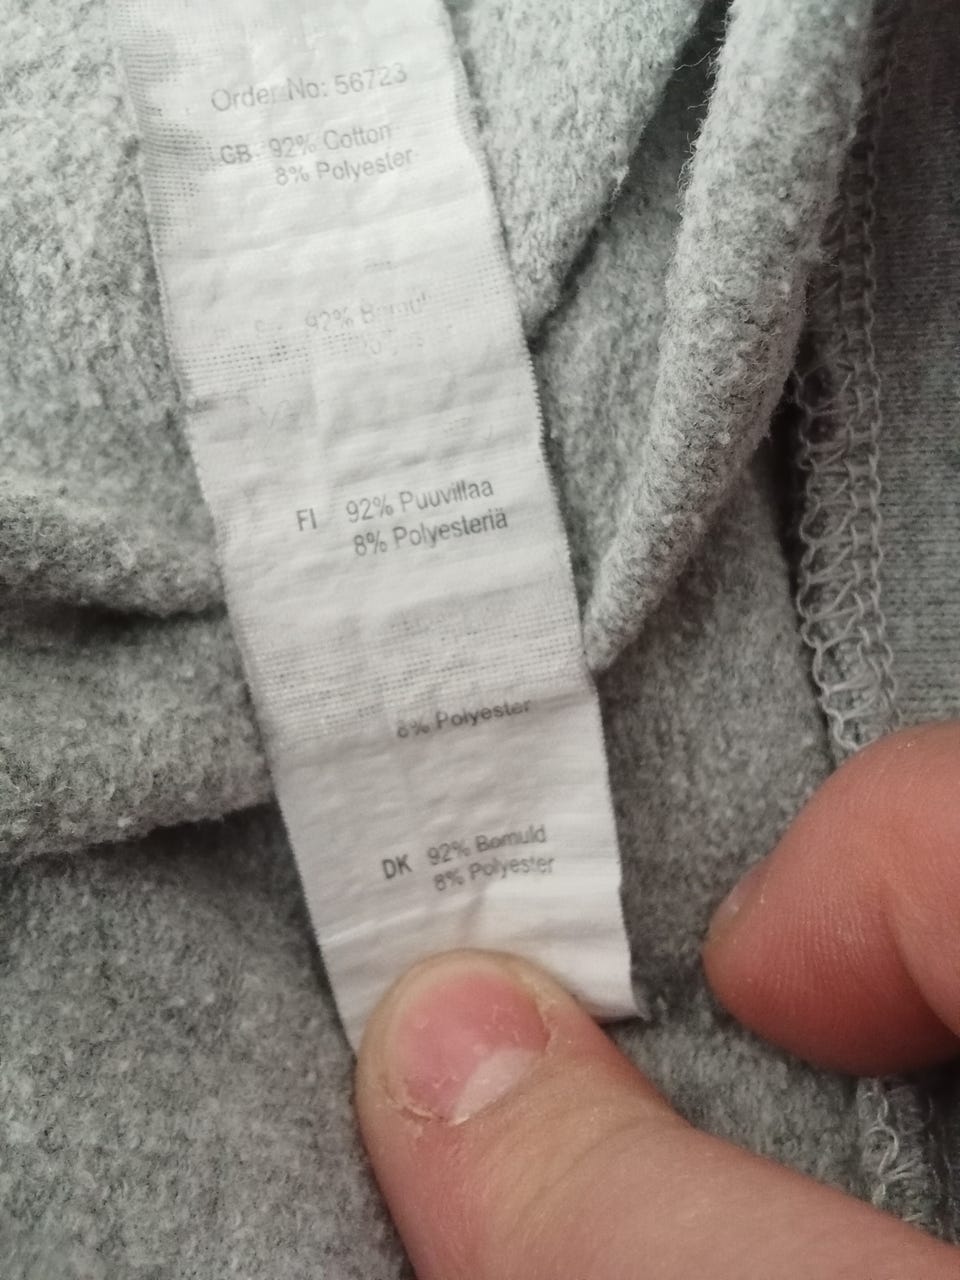 Order No: 56723
GB 92% Cotton
8% Polyester
92%
FI 92% Puuvillaa
8% Polyesteriä
8% Polyester
DK 92% Bomuld
8% Polyester